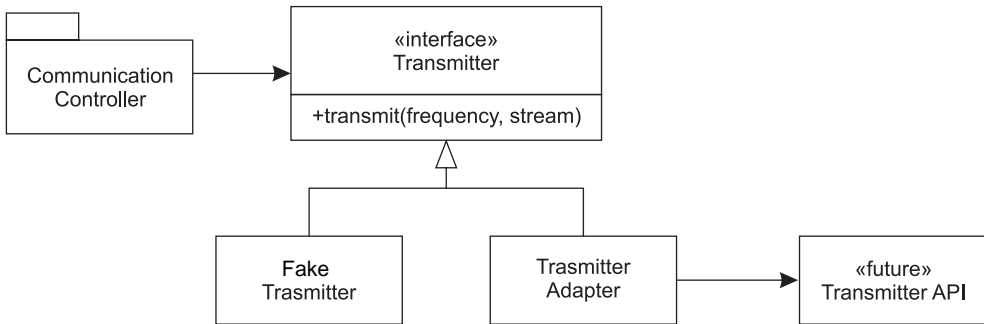 Communication
Controller
«interface»
Transmitter
+transmit(frequency, stream)
Fake
Trasmitter
Trasmitter
Adapter
«future»
Transmitter API